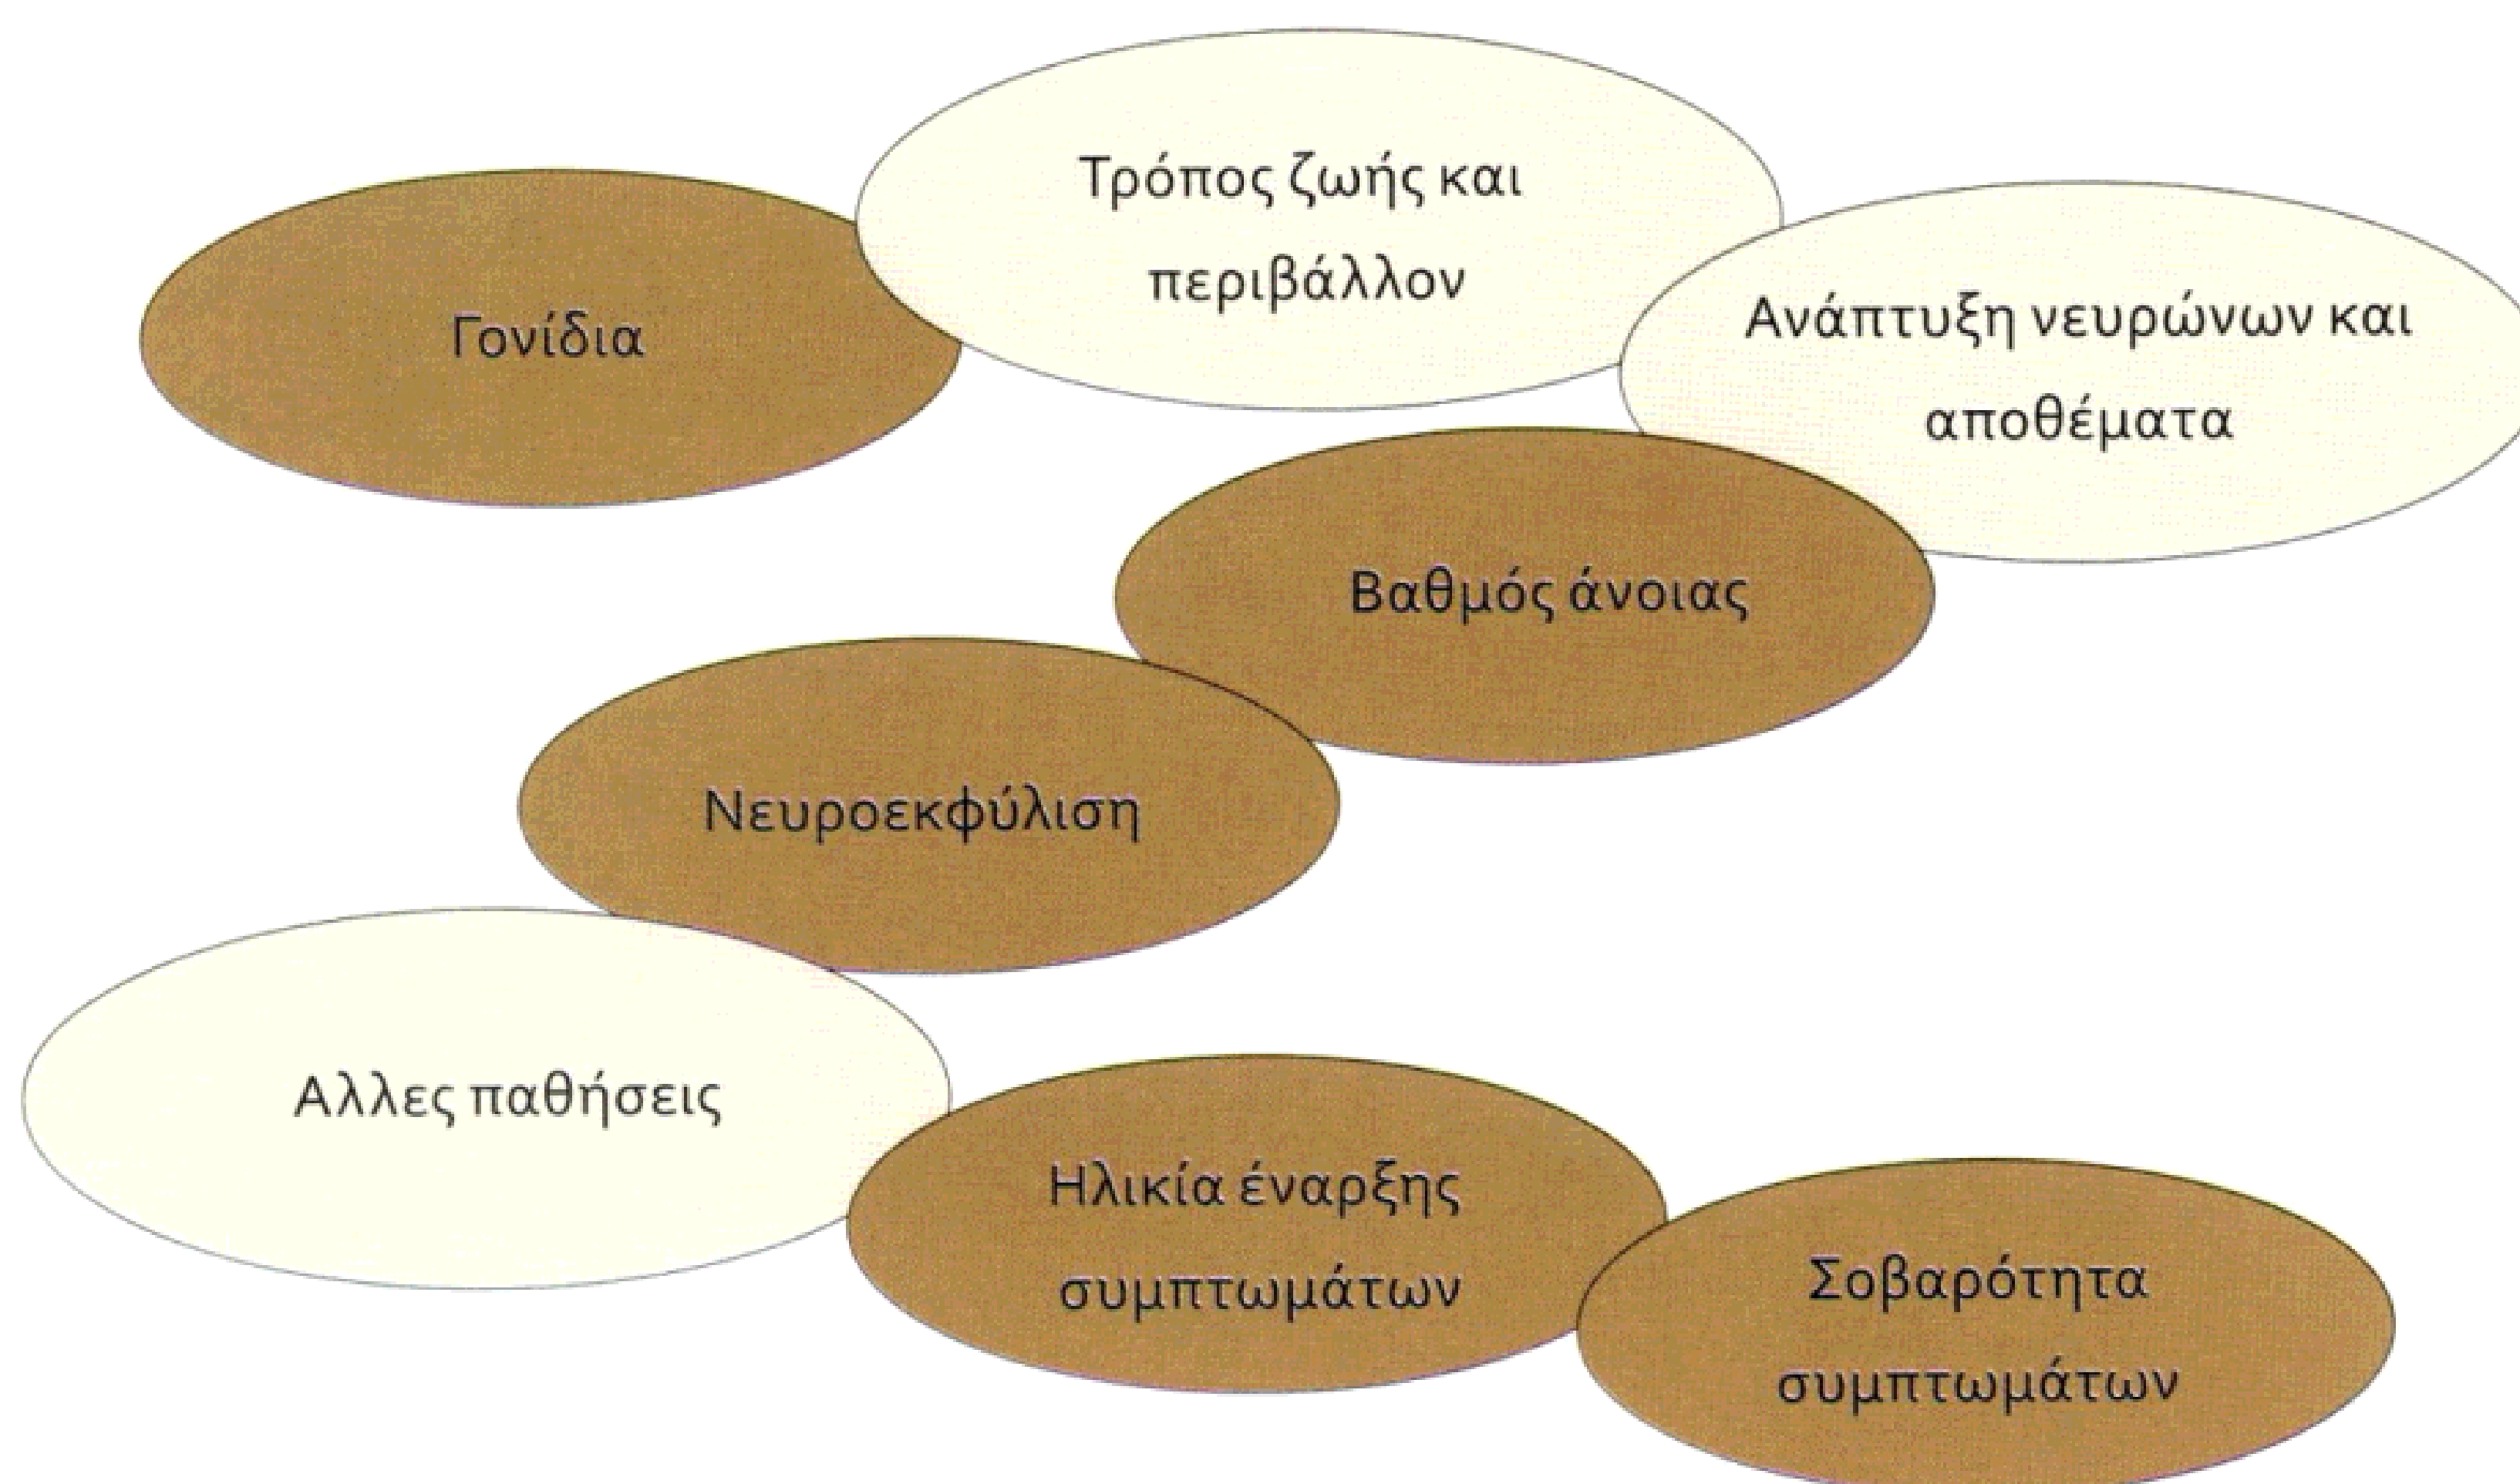 Τρόπος ζωής και
περιβάλλον
Γονίδια
Ανάπτυξη νευρώνων και
αποθέματα
Βαθμός άνοιας
Νευροεκφύλιση
Αλλες παθήσεις
Ηλικία έναρξης
συμπτωμάτων
Σοβαρότητα
συμπτωμάτων